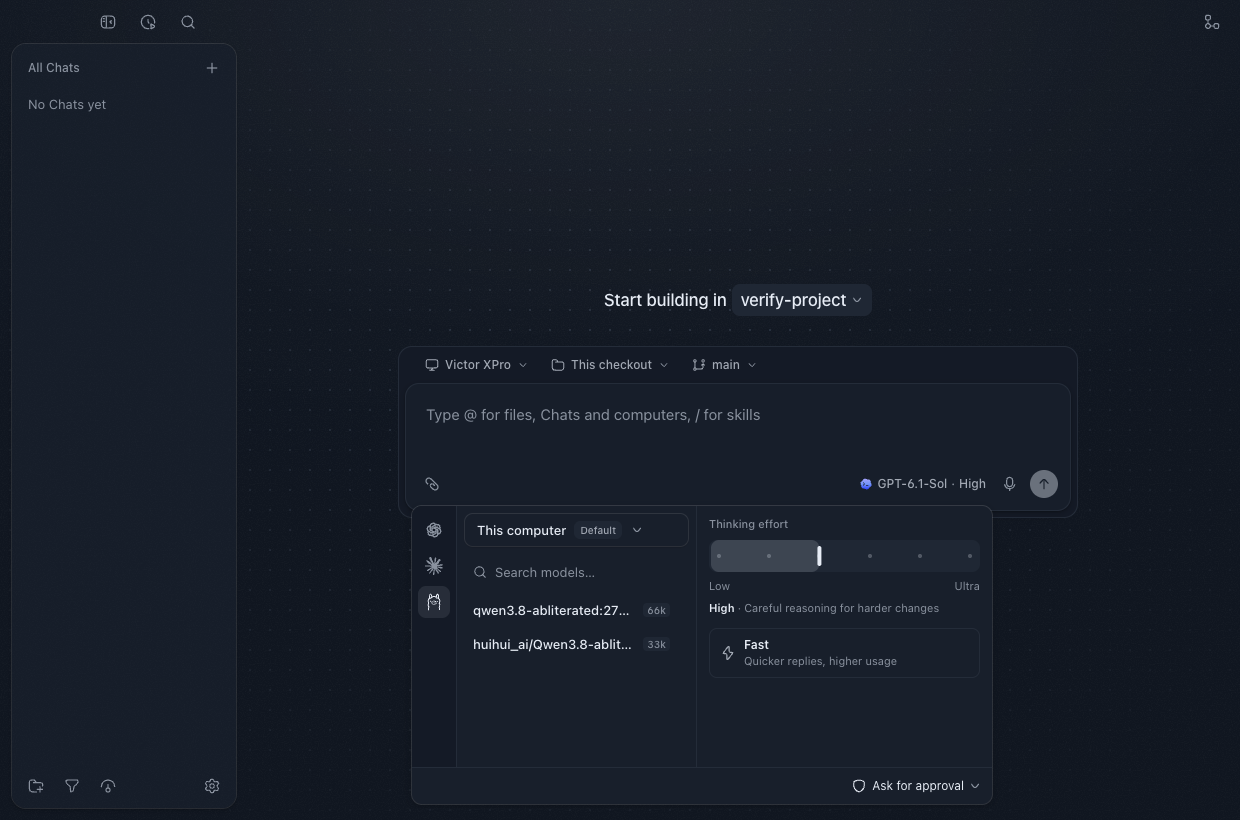 All Chats
No Chats yet
Start building in verify-project
Victor XPro This checkout main
Type @ for files, Chats and computers, / for skills
GPT-6.1-Sol · High
This computer Default
Search models...
qwen3.8-abliterated:27... 66k
huihui_ai/Qwen3.8-ablit... 33k
Thinking effort
Low Ultra
High · Careful reasoning for harder changes
Fast
Quicker replies, higher usage
Ask for approval